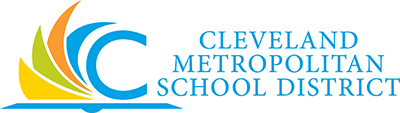 C
CLEVELAND
METROPOLITAN
SCHOOL DISTRICT